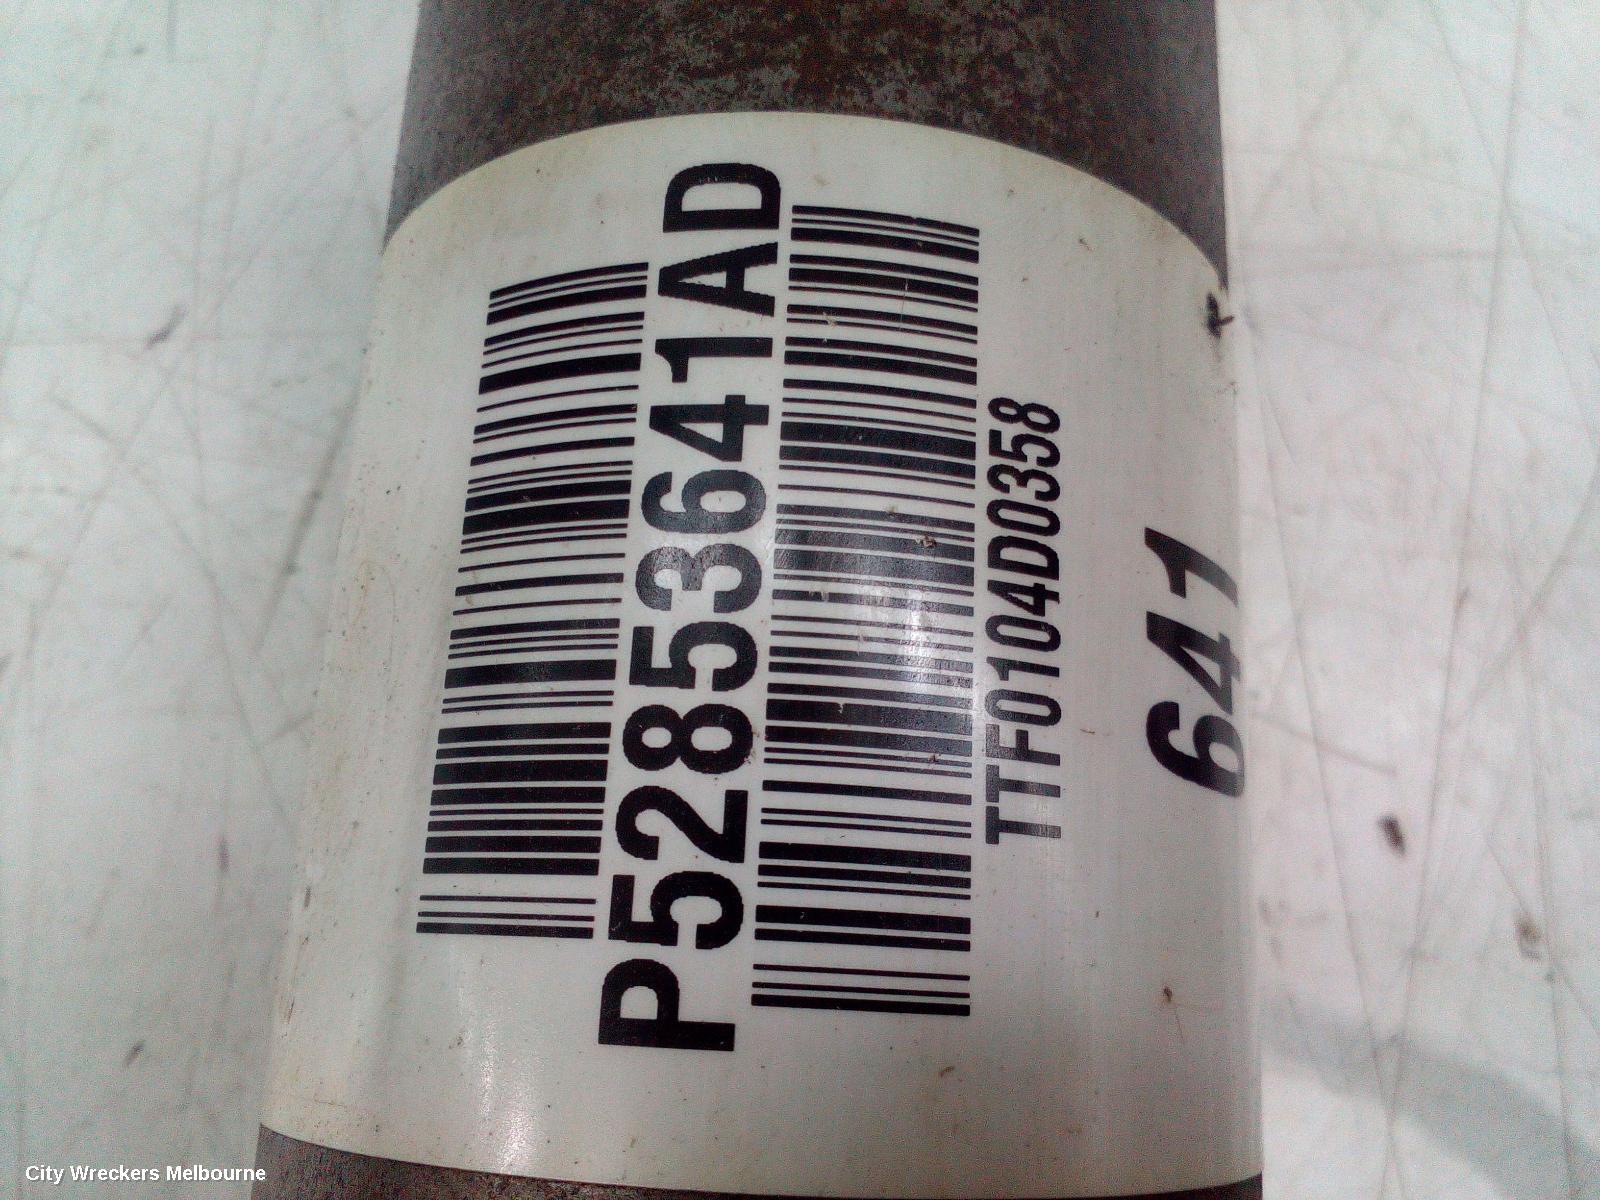 P52853641AD
TTF0104D0358
641
City Wreckers Melbourne